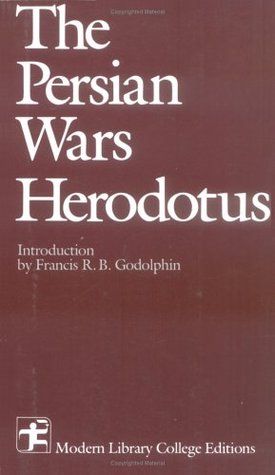 The
Persian
Wars
Herodotus
Introduction
by Francis R. B. Godolphin
Modern Library College Editions